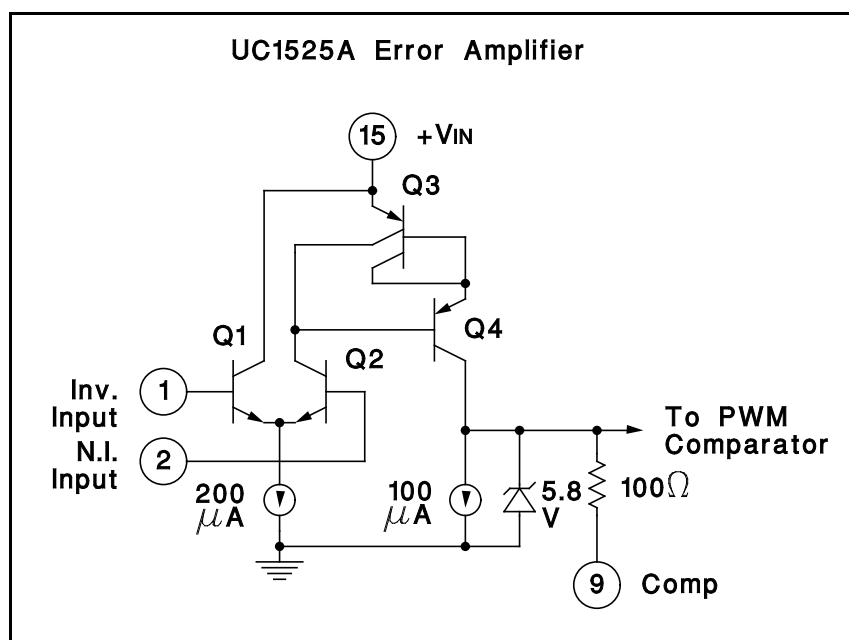 UC1525A Error Amplifier
15 +VIN
Q3
Q1
Q2
Q4
Inv.
Input
1
N.I.
Input
2
200
μA
100
μA
5.8
V
100Ω
To PWM
Comparator
9 Comp